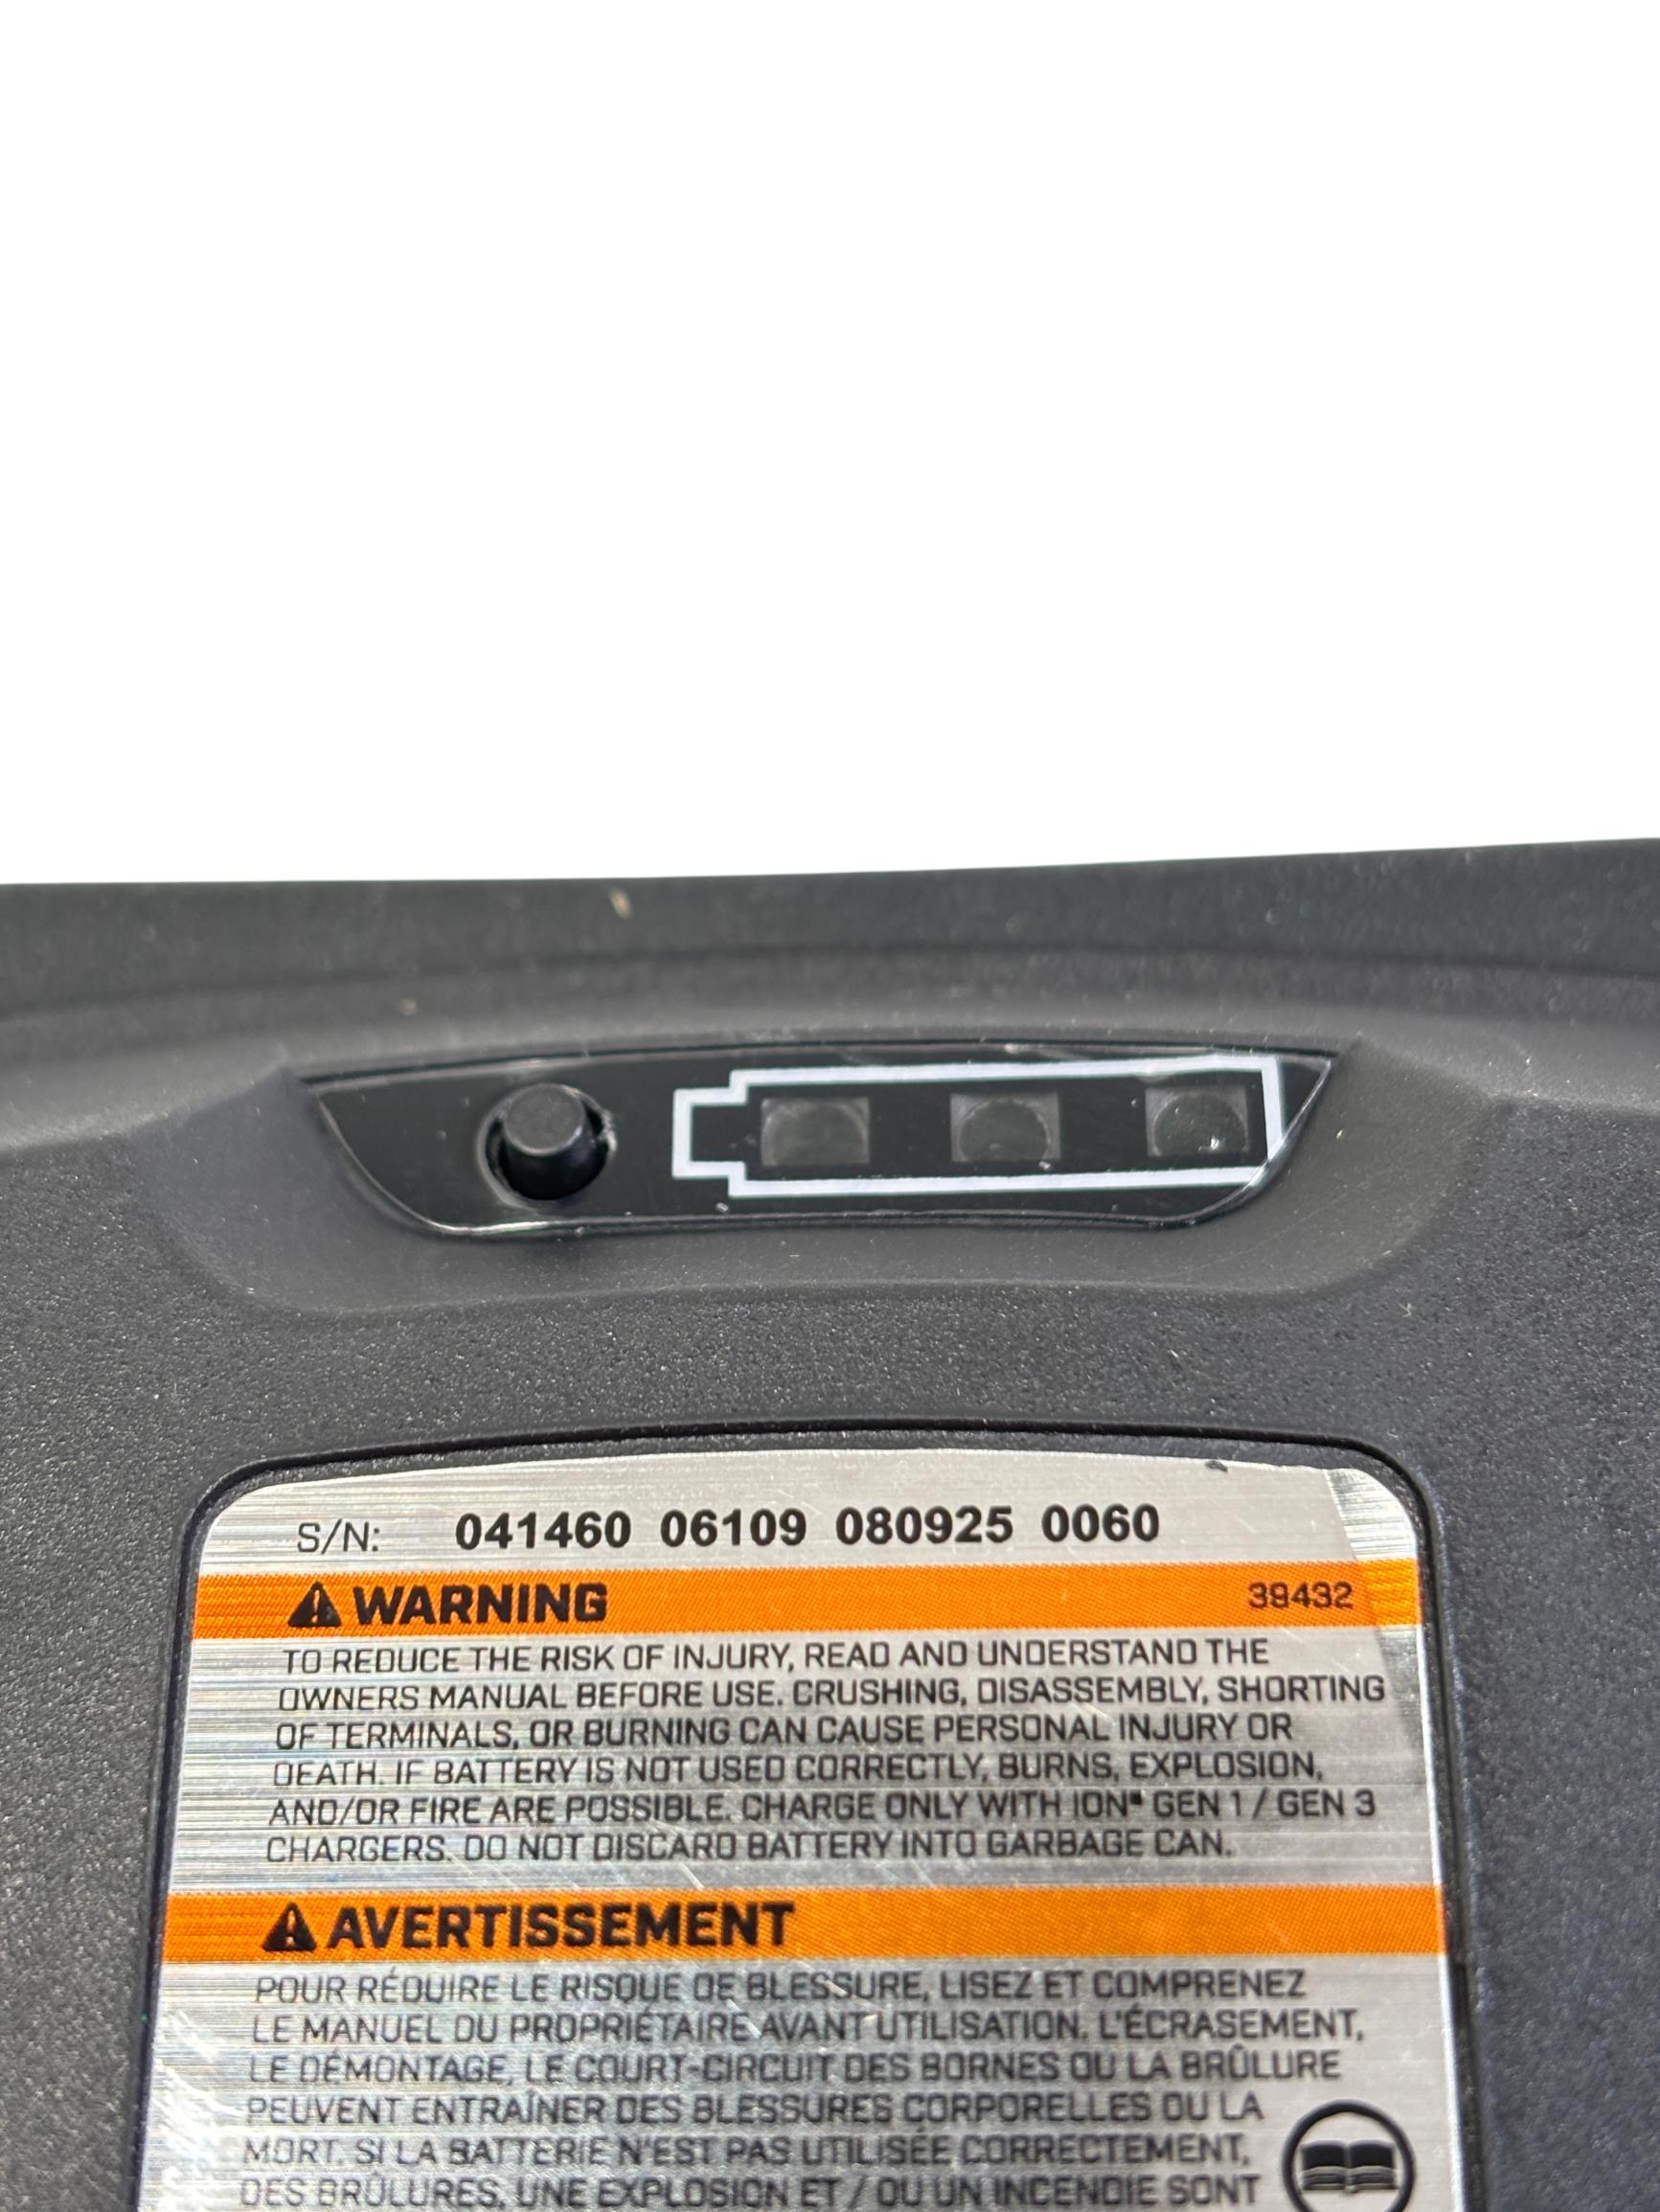 S/N: 041460 06109 080925 0060
WARNING 39432
TO REDUCE THE RISK OF INJURY, READ AND UNDERSTAND THE
OWNERS MANUAL BEFORE USE. CRUSHING, DISASSEMBLY, SHORTING
OF TERMINALS, OR BURNING CAN CAUSE PERSONAL INJURY OR
DEATH. IF BATTERY IS NOT USED CORRECTLY, BURNS, EXPLOSION,
AND/OR FIRE ARE POSSIBLE. CHARGE ONLY WITH ION® GEN 1 / GEN 3
CHARGERS. DO NOT DISCARD BATTERY INTO GARBAGE CAN.
AVERTISSEMENT
POUR RÉDUIRE LE RISQUE DE BLESSURE, LISEZ ET COMPRENEZ
LE MANUEL DU PROPRIÉTAIRE AVANT UTILISATION. L'ÉCRASEMENT,
LE DÉMONTAGE, LE COURT-CIRCUIT DES BORNES OU LA BRÛLURE
PEUVENT ENTRAÎNER DES BLESSURES CORPORELLES OU LA
MORT. SI LA BATTERIE N'EST PAS UTILISÉE CORRECTEMENT,
DES BRÛLURES, UNE EXPLOSION ET / OU UN INCENDIE SONT